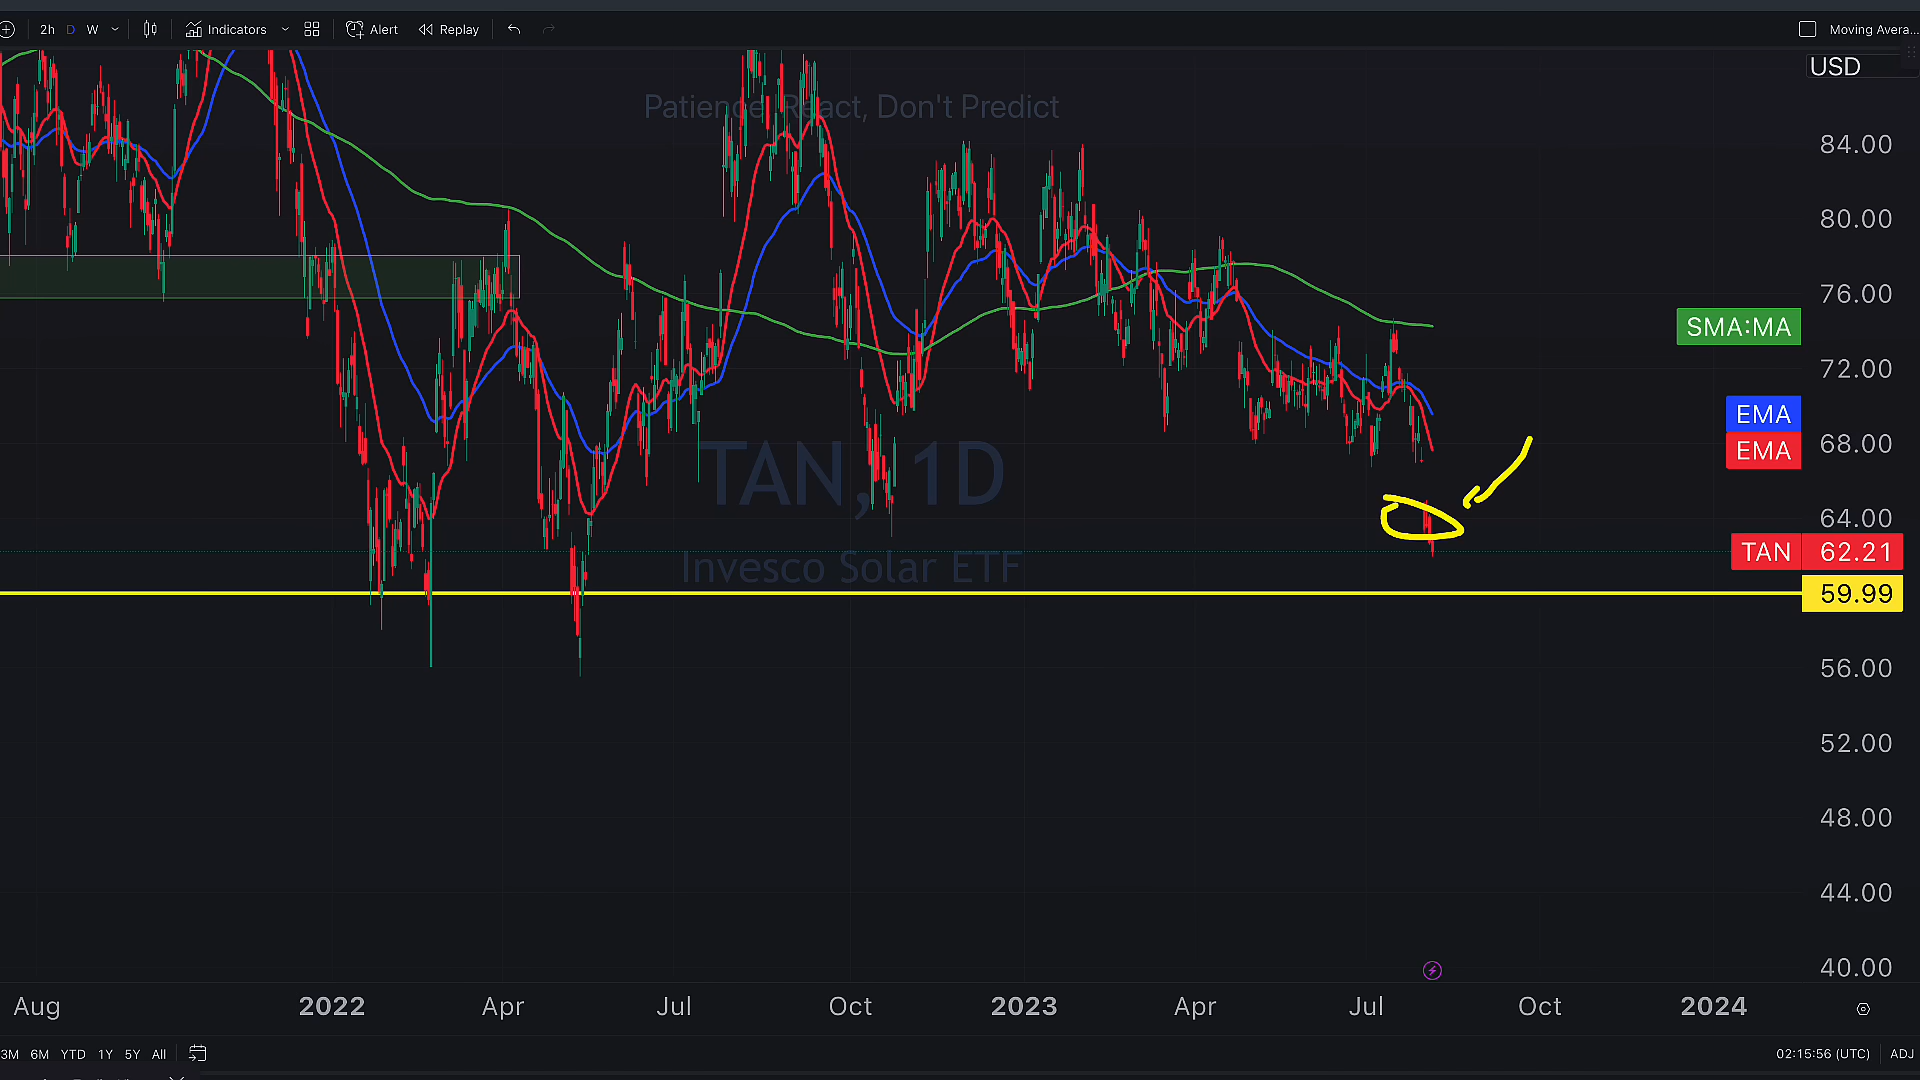 2h D W Indicators Alert Replay Moving Avera...
USD
Patience, React, Don't Predict
84.00
80.00
76.00
SMA:MA
72.00
EMA
68.00
EMA
TAN, 1D
64.00
TAN 62.21
Invesco Solar ETF
59.99
56.00
52.00
48.00
44.00
40.00
Aug 2022 Apr Jul Oct 2023 Apr Jul Oct 2024
3M 6M YTD 1Y 5Y All 02:15:56 (UTC) ADJ